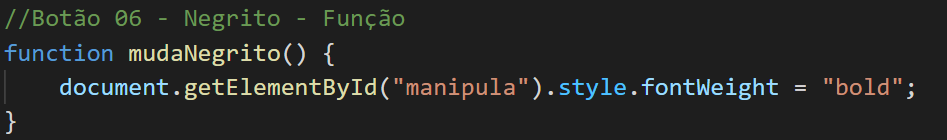 //Botão 06 - Negrito - Função
function mudaNegrito() {
    document.getElementById("manipula").style.fontWeight = "bold";
}